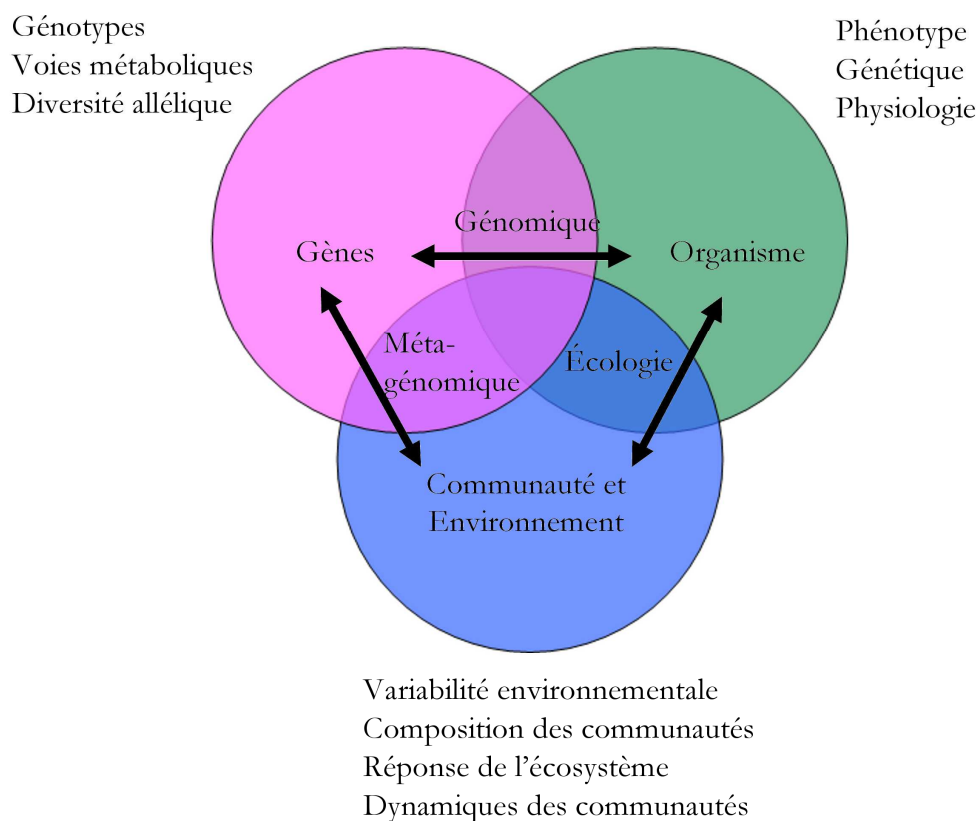 Génotypes
Voies métaboliques
Diversité allélique
Phénotype
Génétique
Physiologie
Génomique
Gènes
Organisme
Méta-
génomique
Écologie
Communauté et
Environnement
Variabilité environnementale
Composition des communautés
Réponse de l’écosystème
Dynamiques des communautés